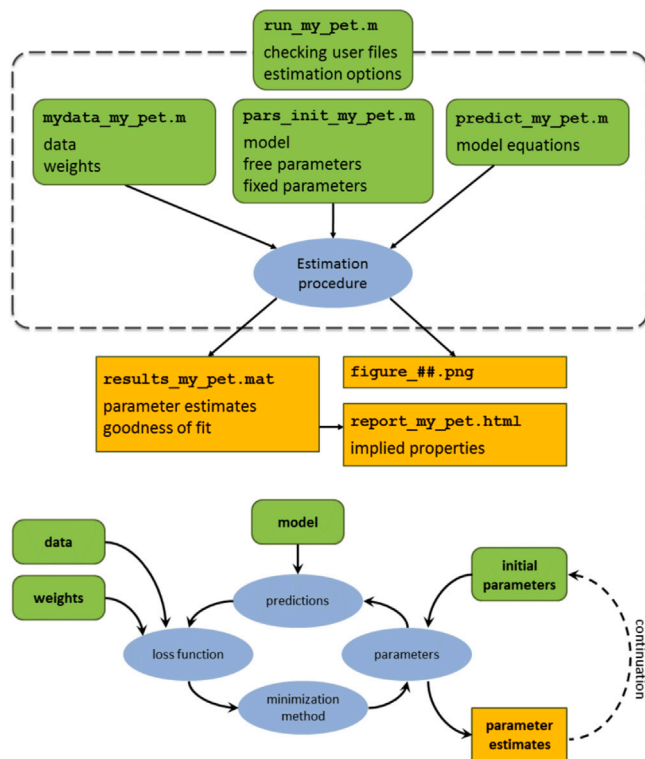 run_my_pet.m
checking user files
estimation options
mydata_my_pet.m
data
weights
pars_init_my_pet.m
model
free parameters
fixed parameters
predict_my_pet.m
model equations
Estimation
procedure
results_my_pet.mat
parameter estimates
goodness of fit
figure_##.png
report_my_pet.html
implied properties
model
data
weights
initial
parameters
predictions
loss function
parameters
minimization
method
parameter
estimates
continuation